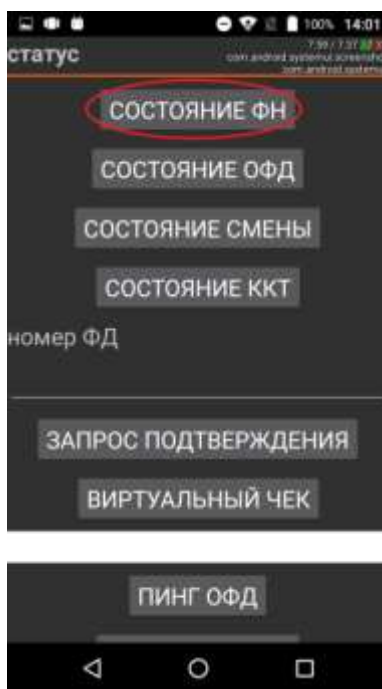 100% 14:01
статус
СОСТОЯНИЕ ФН
СОСТОЯНИЕ ОФД
СОСТОЯНИЕ СМЕНЫ
СОСТОЯНИЕ ККТ
номер ФД
ЗАПРОС ПОДТВЕРЖДЕНИЯ
ВИРТУАЛЬНЫЙ ЧЕК
ПИНГ ОФД